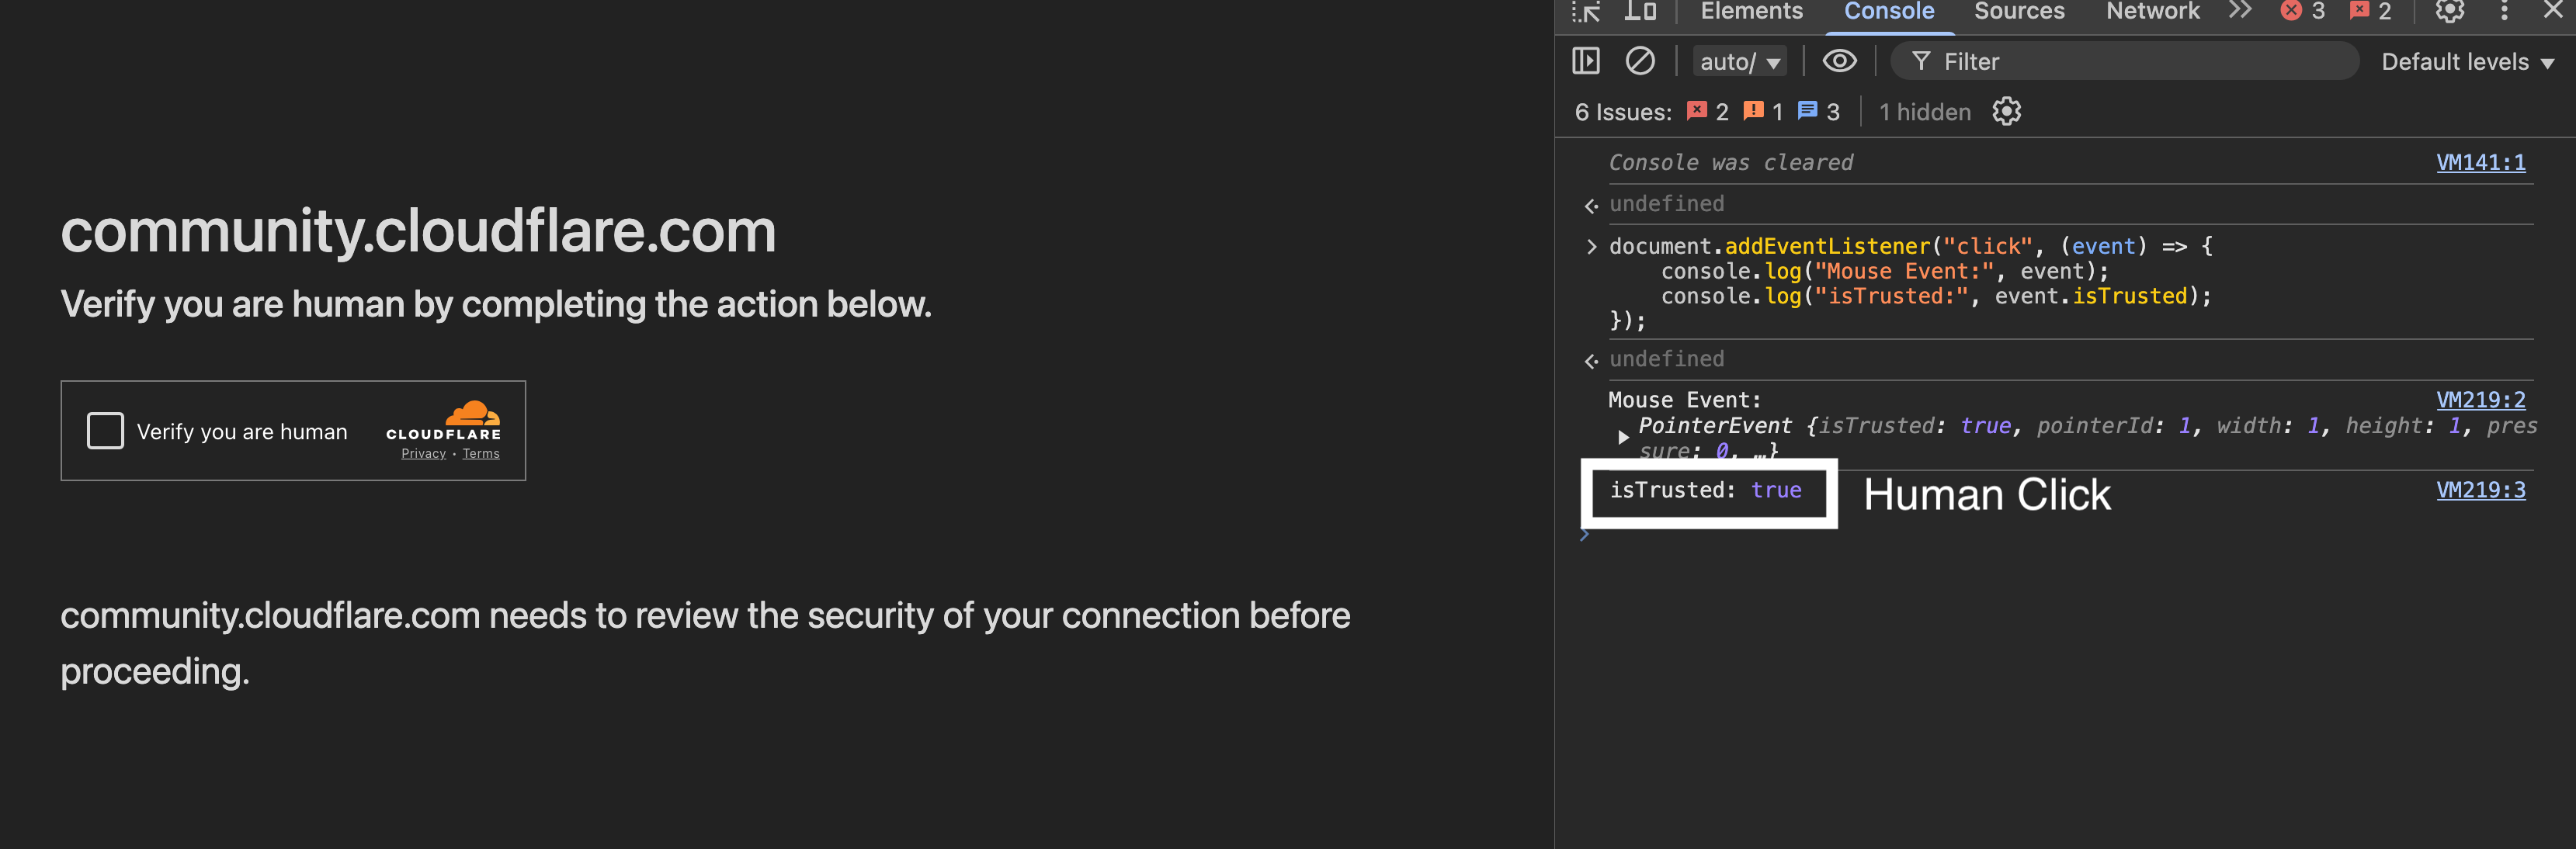 community.cloudflare.com
Verify you are human by completing the action below.
Verify you are human
CLOUDFLARE
Privacy • Terms
community.cloudflare.com needs to review the security of your connection before
proceeding.
Elements Console Sources Network 3 2
auto/ Filter Default levels
6 Issues: 2 1 3 1 hidden
Console was cleared VM141:1
undefined
document.addEventListener("click", (event) => {
console.log("Mouse Event:", event);
console.log("isTrusted:", event.isTrusted);
});
undefined
Mouse Event: VM219:2
PointerEvent {isTrusted: true, pointerId: 1, width: 1, height: 1, pres
sure: 0, …}
isTrusted: true Human Click VM219:3